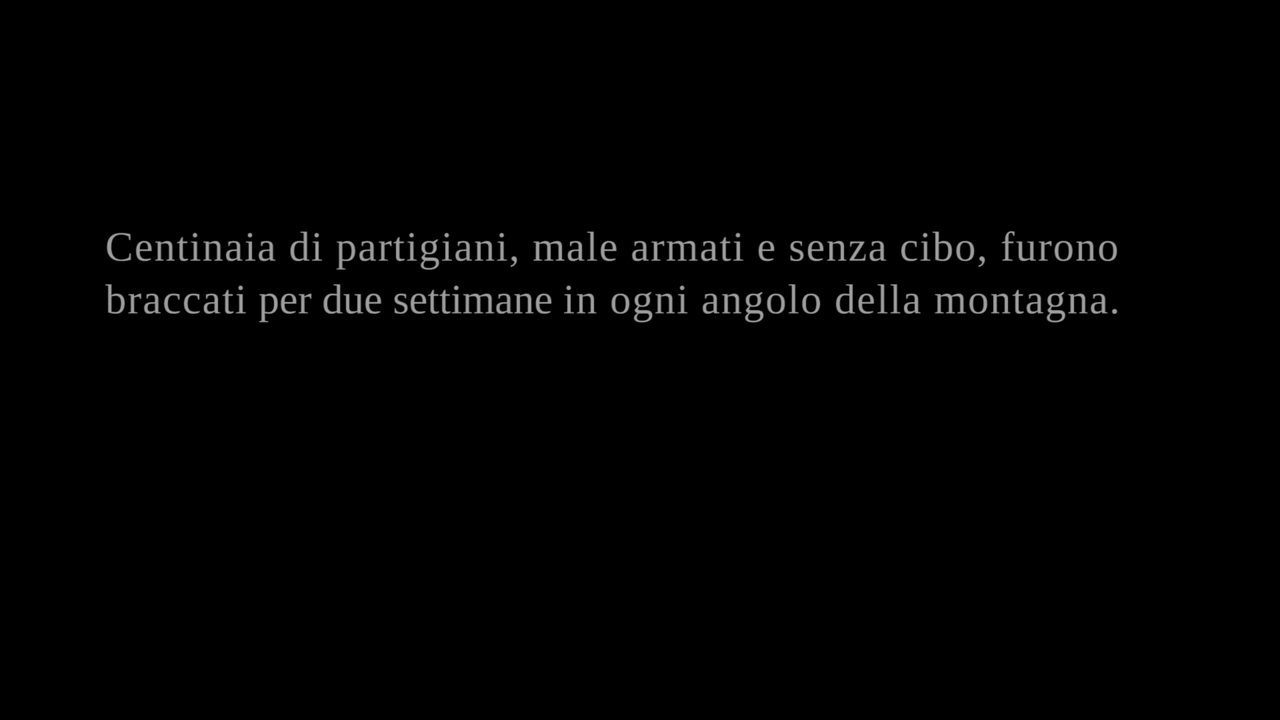 Centinaia di partigiani, male armati e senza cibo, furono
braccati per due settimane in ogni angolo della montagna.